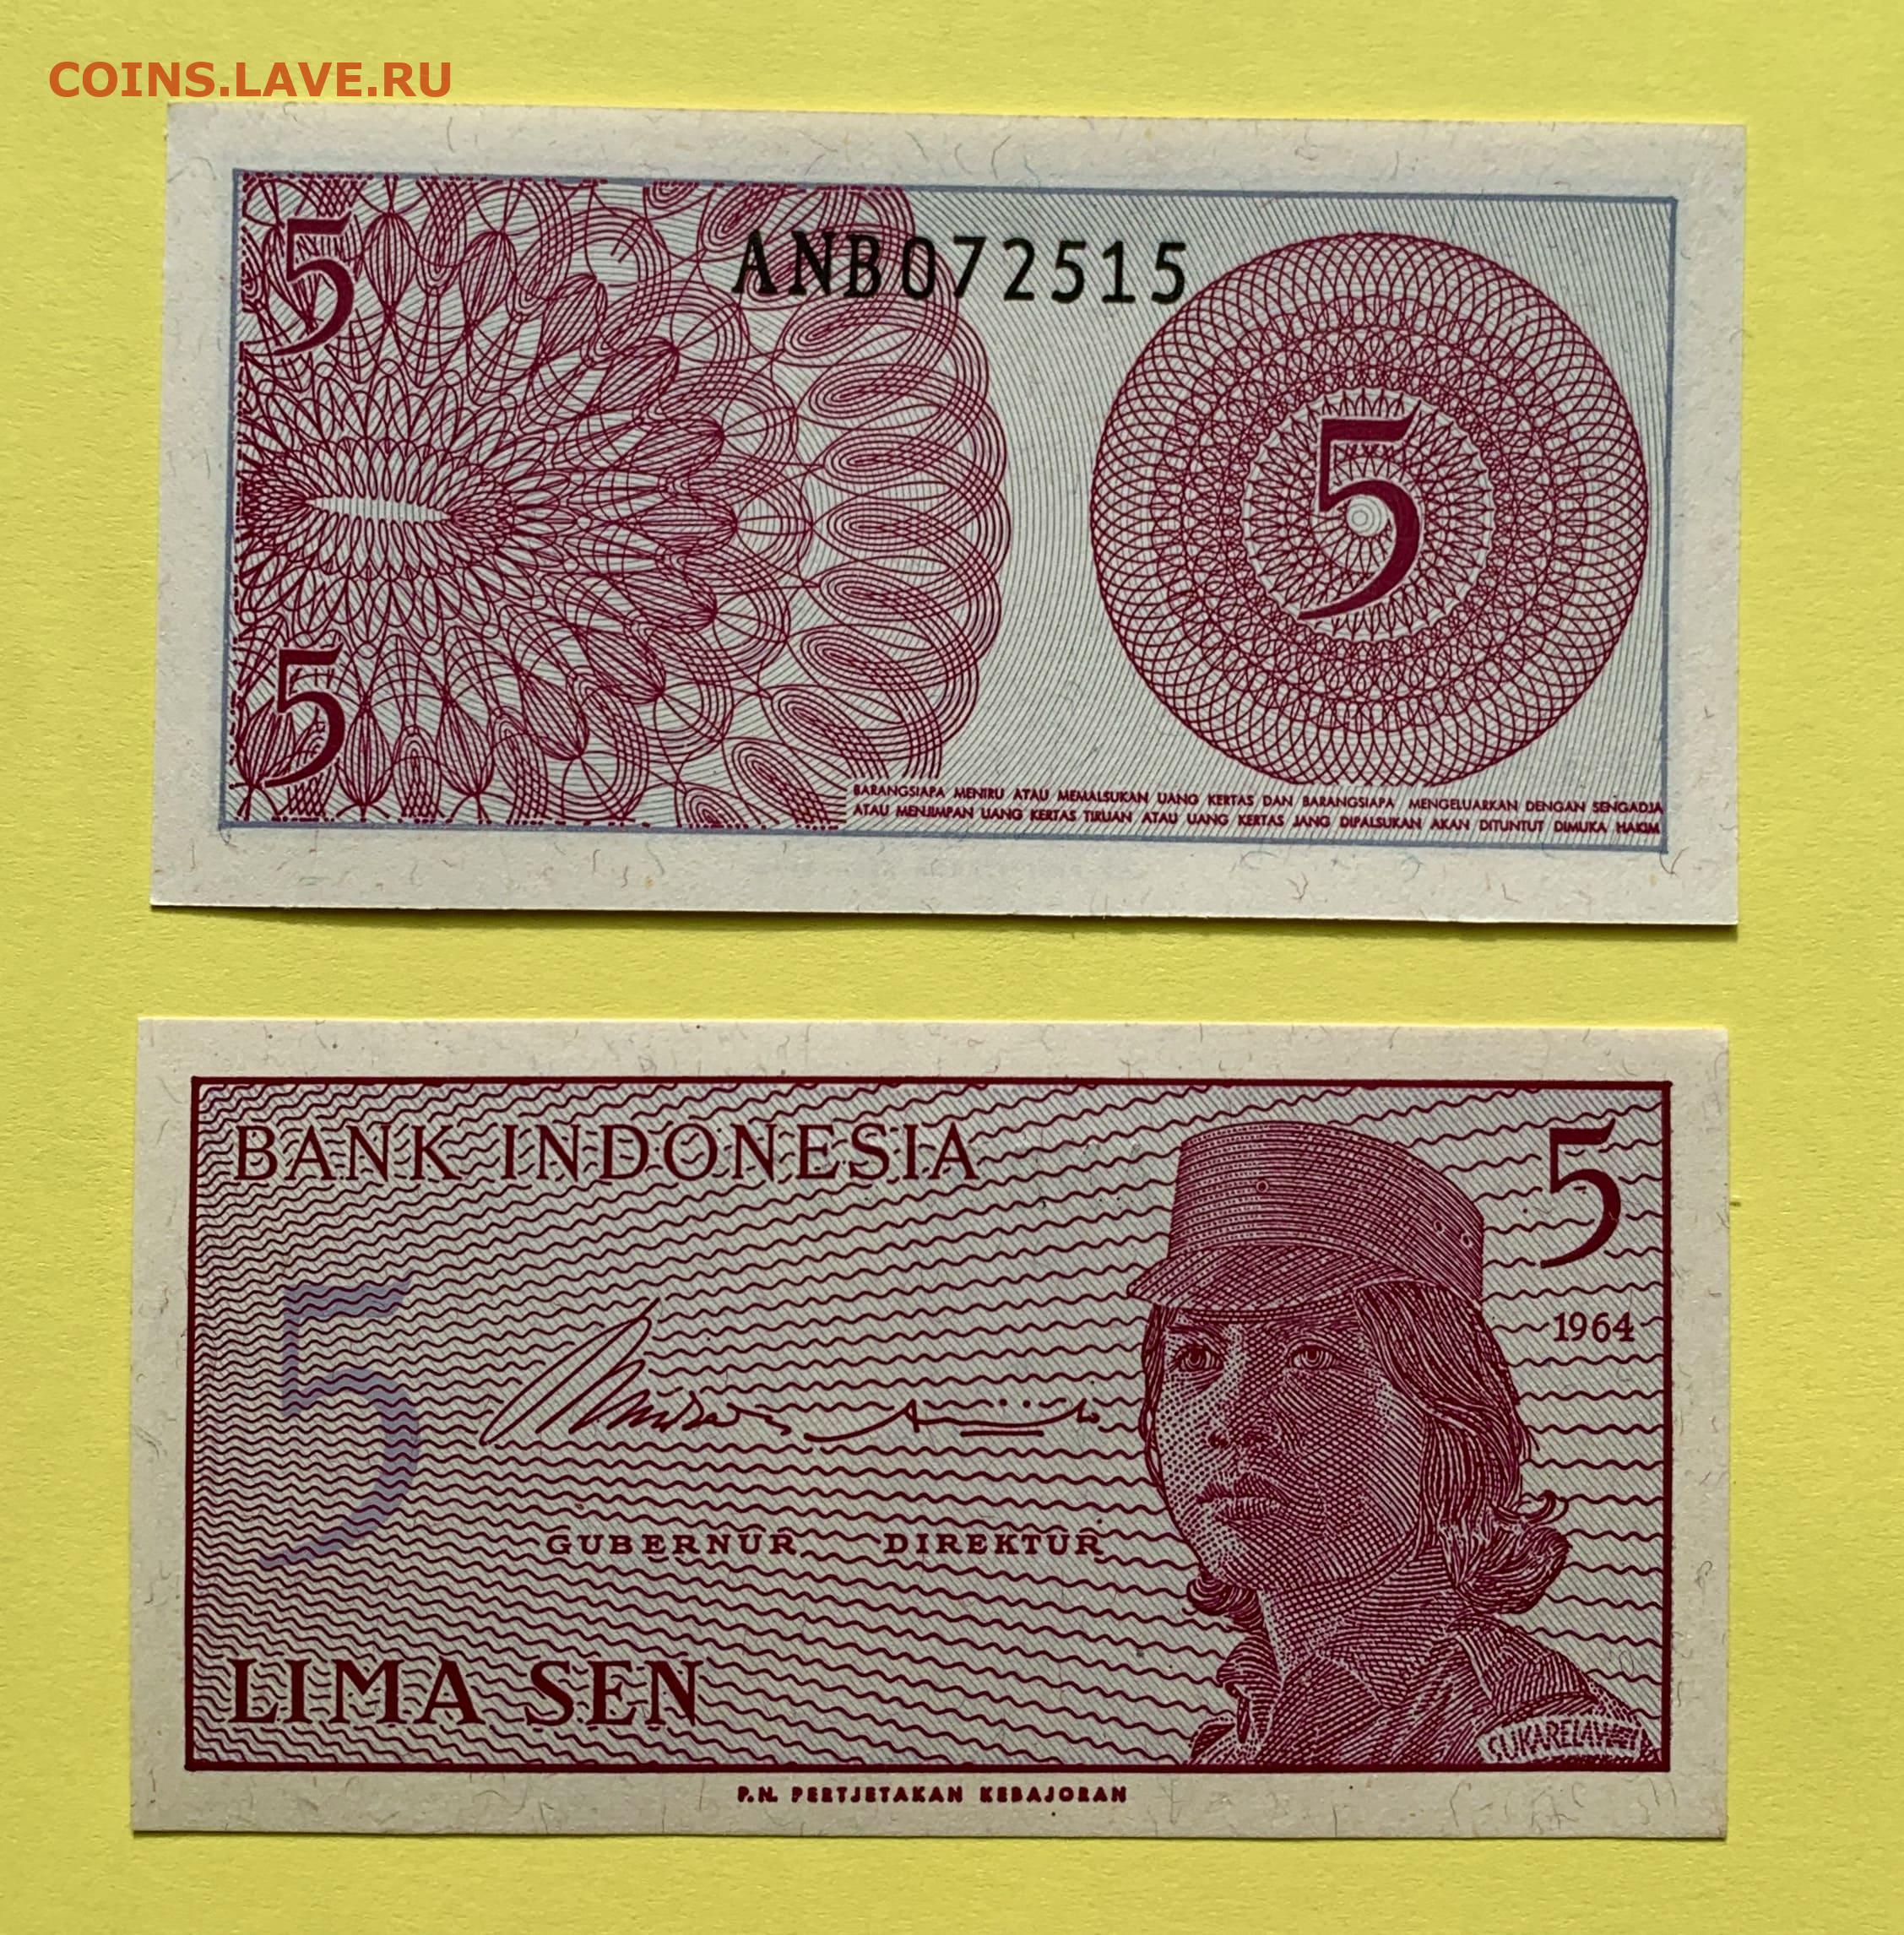 COINS.LAVE.RU
5
ANB072515
5
5
BARANGSIAPA MENIRU ATAU MEMALSUKAN UANG KERTAS DAN BARANGSIAPA MENGELUARKAN DENGAN SENGADJA
ATAU MENJIMPAN UANG KERTAS TIRUAN ATAU UANG KERTAS JANG DIPALSUKAN AKAN DITUNTUT DIMUKA HAKIM
BANK INDONESIA
5
1964
5
GUBERNUR DIREKTUR
LIMA SEN
SUKARELAWATI
P.N. PERTJETAKAN KEBAJORAN